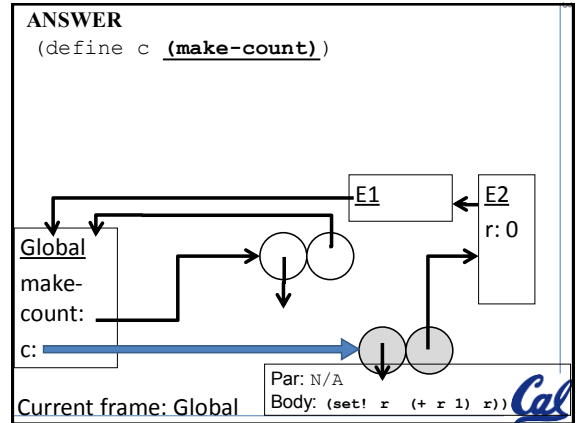 ANSWER
(define c (make-count))
E1
E2
r: 0
Global
make-
count:
c:
Par: N/A
Body: (set! r (+ r 1) r))
Current frame: Global
Cal